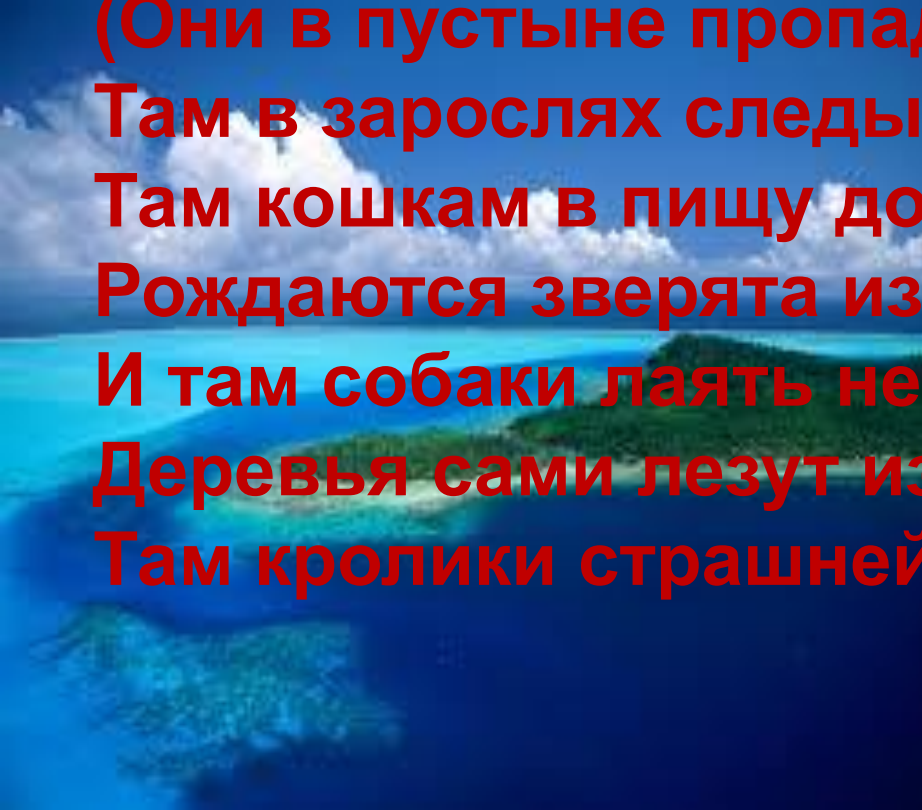 (Они в пустыне
Там в зарослях следы
Там кошкам в пищу
Рождаются зверята из
И там собаки лаять не
Деревья сами лезут
Там кролики страшней